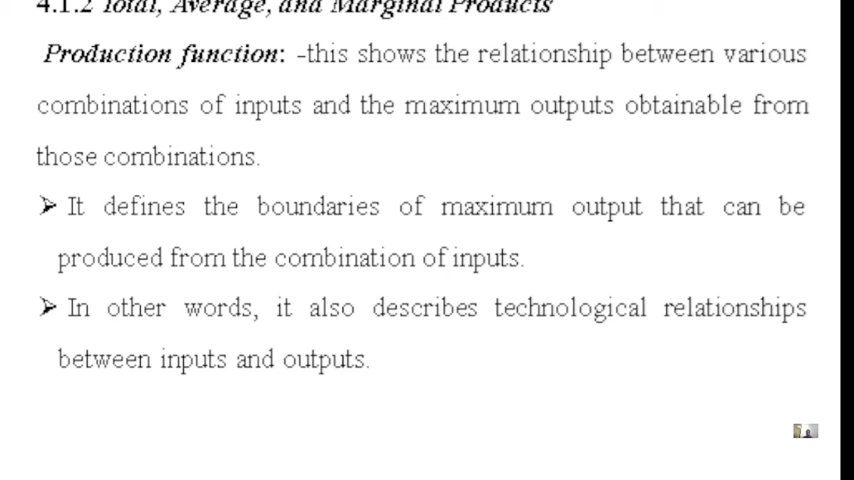 4.1.2 Total, Average, and Marginal Products
Production function: -this shows the relationship between various
combinations of inputs and the maximum outputs obtainable from
those combinations.
➢ It defines the boundaries of maximum output that can be
produced from the combination of inputs.
➢ In other words, it also describes technological relationships
between inputs and outputs.